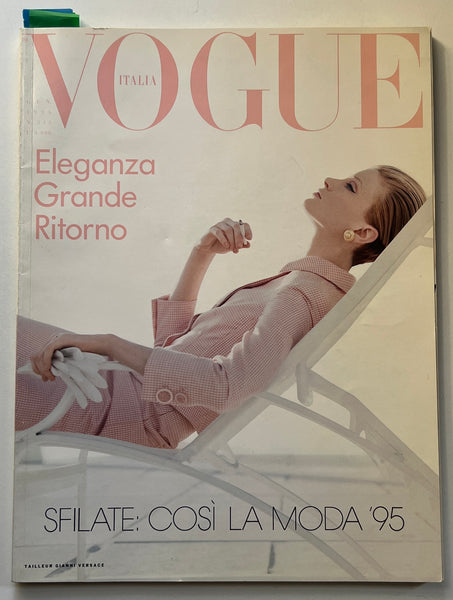 VOGUE
ITALIA
Eleganza
Grande
Ritorno
SFILATE: COSÌ LA MODA '95
TAILLEUR GIANNI VERSACE